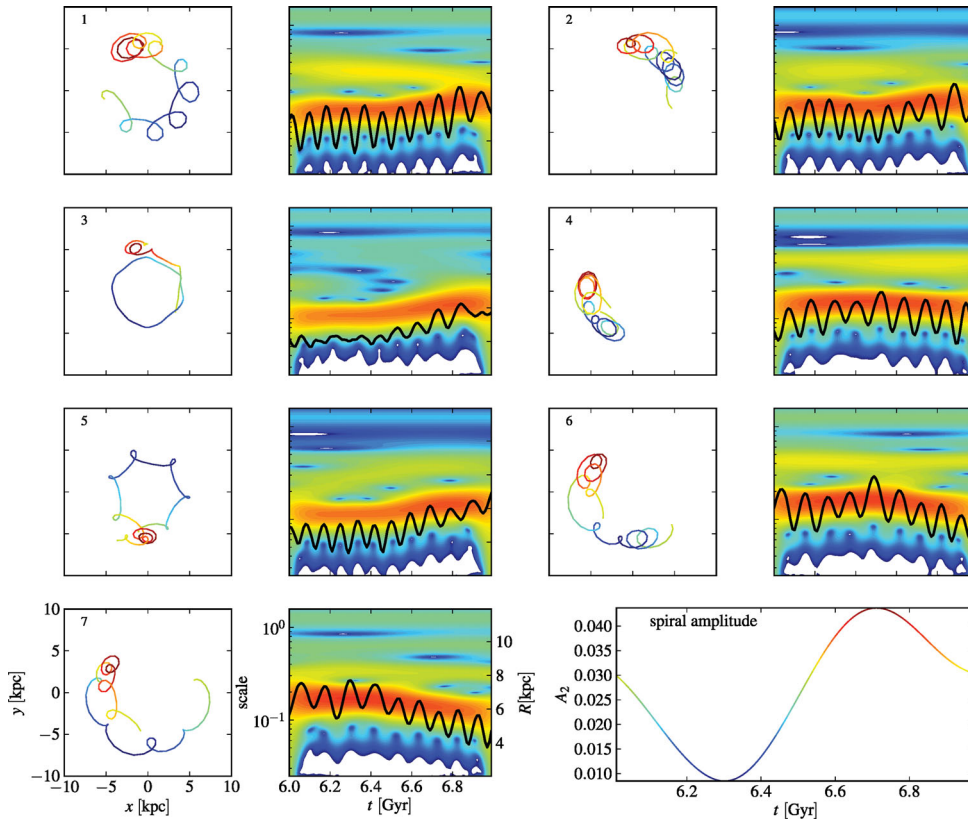 1
2
3
4
5
6
7
10
5
0
−5
−10
y [kpc]
−10 −5 0 5 10
x [kpc]
10⁰
10⁻¹
scale
6.0 6.2 6.4 6.6 6.8
t [Gyr]
10
8
6
4
R[kpc]
spiral amplitude
0.040
0.035
0.030
0.025
0.020
0.015
0.010
A₂
6.2 6.4 6.6 6.8
t [Gyr]